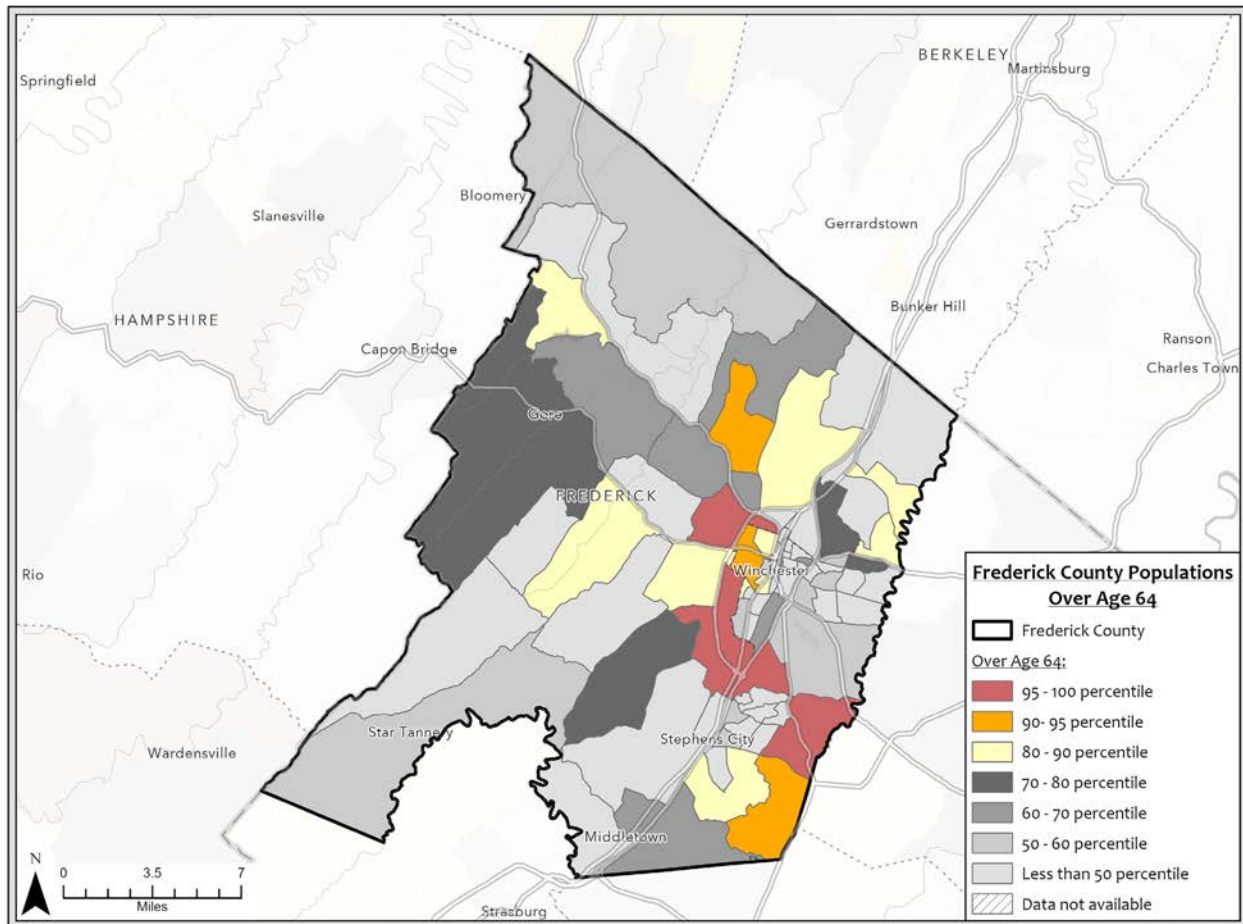 BERKELEY
Springfield
Martinsburg
Bloomery
Slanesville
Gerrardstown
Bunker Hill
HAMPSHIRE
Ranson
Capon Bridge
Charles Town
Gore
FREDERICK
Rio
Winchester
Star Tannery
Stephens City
Wardensville
Middletown
Strasburg
N
0 3.5 7
Miles
Frederick County Populations
Over Age 64
Frederick County
Over Age 64:
95 - 100 percentile
90- 95 percentile
80 - 90 percentile
70 - 80 percentile
60 - 70 percentile
50 - 60 percentile
Less than 50 percentile
Data not available